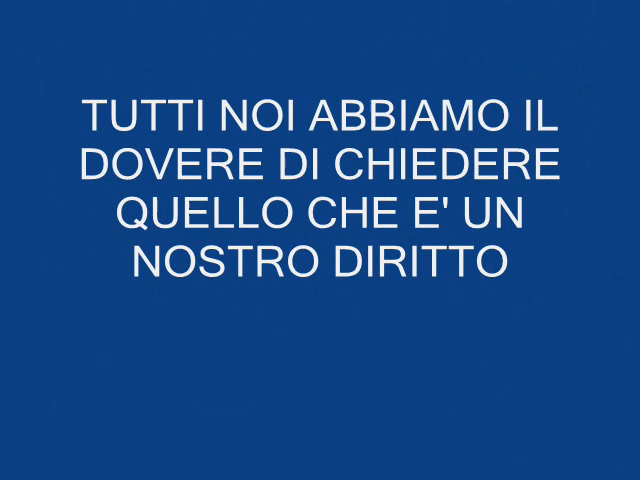 TUTTI NOI ABBIAMO IL
DOVERE DI CHIEDERE
QUELLO CHE E' UN
NOSTRO DIRITTO